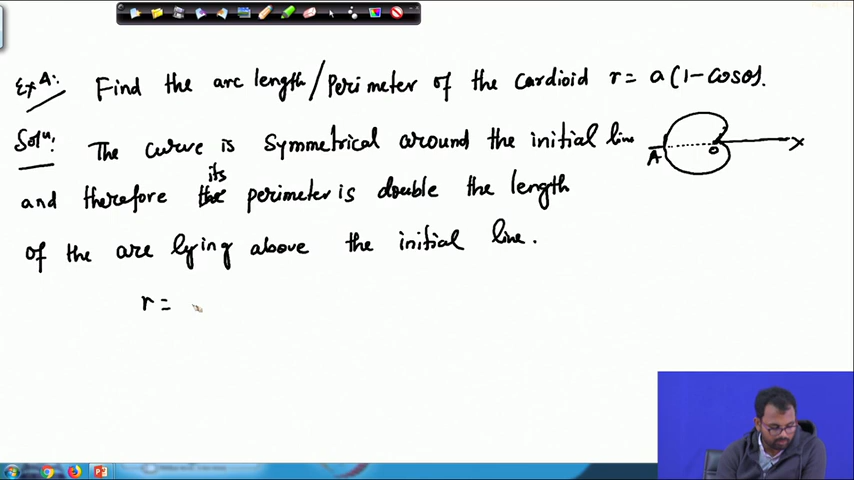 Ex 4: Find the arc length/Perimeter of the cardioid r = a(1-cosθ).
Solⁿ: The curve is symmetrical around the initial line
and therefore its perimeter is double the length
of the arc lying above the initial line.
r =
A O X